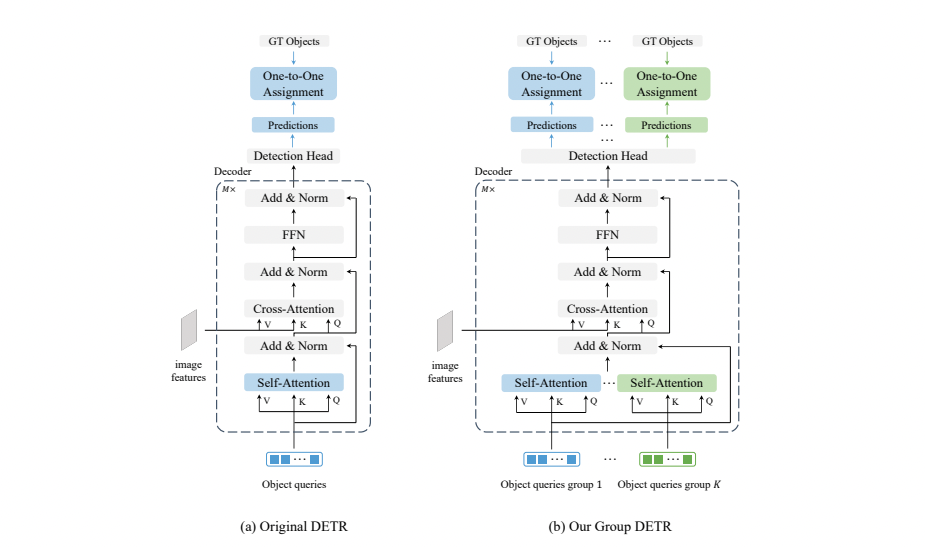 GT Objects
One-to-One
Assignment
Predictions
Detection Head
Decoder
M×
Add & Norm
FFN
Add & Norm
Cross-Attention
V K Q
Add & Norm
image
features
Self-Attention
V K Q
...
Object queries
(a) Original DETR
GT Objects ... GT Objects
One-to-One
Assignment
...
One-to-One
Assignment
Predictions ... Predictions
...
Detection Head
Decoder
M×
Add & Norm
FFN
Add & Norm
Cross-Attention
V K Q
Add & Norm
image
features
Self-Attention ... Self-Attention
V K Q V K Q
... ... ...
Object queries group 1 Object queries group K
(b) Our Group DETR